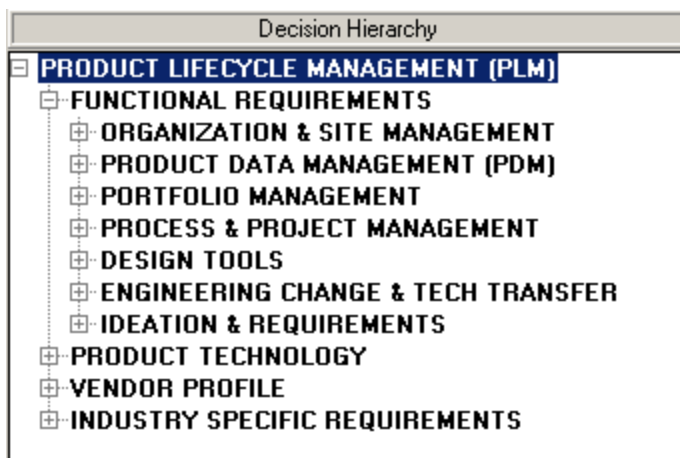 Decision Hierarchy
PRODUCT LIFECYCLE MANAGEMENT (PLM)
FUNCTIONAL REQUIREMENTS
ORGANIZATION & SITE MANAGEMENT
PRODUCT DATA MANAGEMENT (PDM)
PORTFOLIO MANAGEMENT
PROCESS & PROJECT MANAGEMENT
DESIGN TOOLS
ENGINEERING CHANGE & TECH TRANSFER
IDEATION & REQUIREMENTS
PRODUCT TECHNOLOGY
VENDOR PROFILE
INDUSTRY SPECIFIC REQUIREMENTS